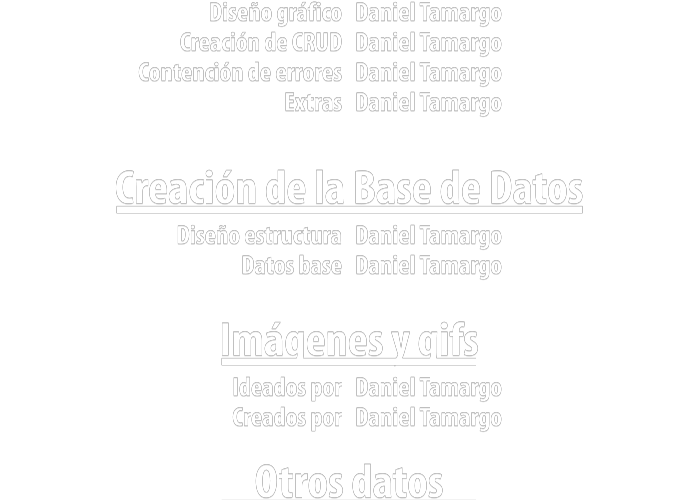 Diseño gráfico Daniel Tamargo
Creación de CRUD Daniel Tamargo
Contención de errores Daniel Tamargo
Extras Daniel Tamargo
Creación de la Base de Datos
Diseño estructura Daniel Tamargo
Datos base Daniel Tamargo
Imágenes y gifs
Ideados por Daniel Tamargo
Creados por Daniel Tamargo
Otros datos